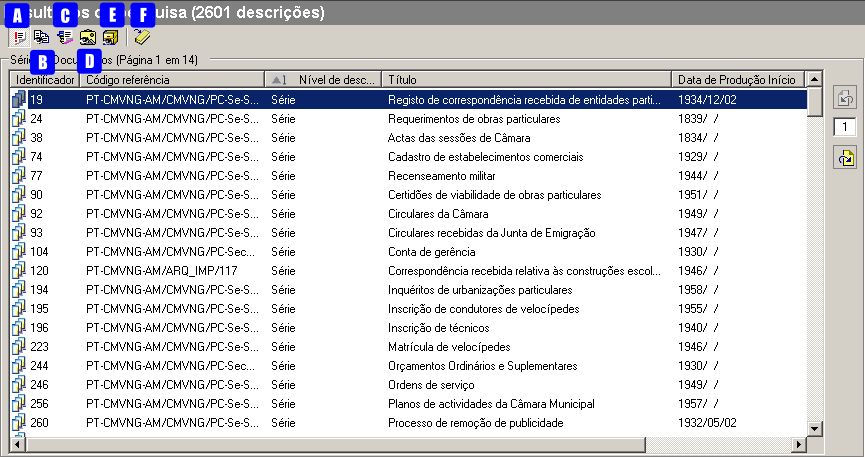 A C E F
esultad os d quisa (2601 descrições)
B D
Séri Docu os (Página 1 em 14)
Identificador Código referência 1 Nível de desc... Título Data de Produção Início
19 PT-CMVNG-AM/CMVNG/PC-Se-S... Série Registo de correspondência recebida de entidades parti... 1934/12/02
24 PT-CMVNG-AM/CMVNG/PC-Se-S... Série Requerimentos de obras particulares 1839/ /
38 PT-CMVNG-AM/CMVNG/PC-Se-S... Série Actas das sessões de Câmara 1834/ /
74 PT-CMVNG-AM/CMVNG/PC-Se-S... Série Cadastro de estabelecimentos comerciais 1929/ /
77 PT-CMVNG-AM/CMVNG/PC-Se-S... Série Recenseamento militar 1944/ /
90 PT-CMVNG-AM/CMVNG/PC-Se-S... Série Certidões de viabilidade de obras particulares 1951/ /
92 PT-CMVNG-AM/CMVNG/PC-Se-S... Série Circulares da Câmara 1949/ /
93 PT-CMVNG-AM/CMVNG/PC-Se-S... Série Circulares recebidas da Junta de Emigração 1947/ /
104 PT-CMVNG-AM/CMVNG/PC-Sec... Série Conta de gerência 1930/ /
120 PT-CMVNG-AM/ARQ_IMP/117 Série Correspondência recebida relativa às construções escol... 1946/ /
194 PT-CMVNG-AM/CMVNG/PC-Se-S... Série Inquéritos de urbanizações particulares 1958/ /
195 PT-CMVNG-AM/CMVNG/PC-Se-S... Série Inscrição de condutores de velocípedes 1955/ /
196 PT-CMVNG-AM/CMVNG/PC-Se-S... Série Inscrição de técnicos 1940/ /
223 PT-CMVNG-AM/CMVNG/PC-Se-S... Série Matrícula de velocípedes 1946/ /
244 PT-CMVNG-AM/CMVNG/PC-Sec... Série Orçamentos Ordinários e Suplementares 1930/ /
246 PT-CMVNG-AM/CMVNG/PC-Se-S... Série Ordens de serviço 1949/ /
256 PT-CMVNG-AM/CMVNG/PC-Se-S... Série Planos de actividades da Câmara Municipal 1957/ /
260 PT-CMVNG-AM/CMVNG/PC-Se-S... Série Processo de remoção de publicidade 1932/05/02
1